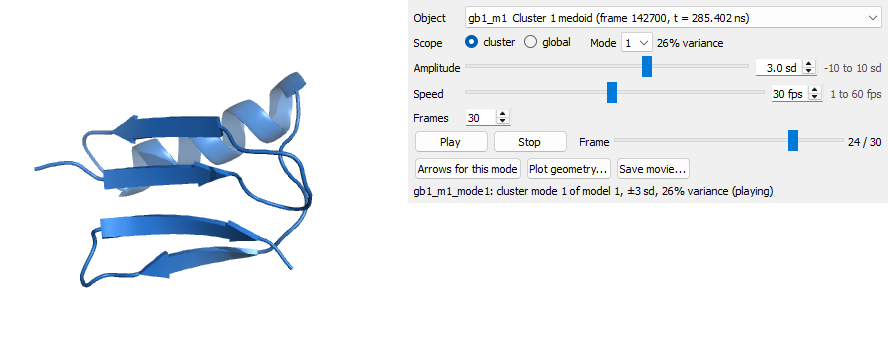 Object gb1_m1 Cluster 1 medoid (frame 142700, t = 285.402 ns)
Scope cluster global Mode 1 26% variance
Amplitude 3.0 sd -10 to 10 sd
Speed 30 fps 1 to 60 fps
Frames 30
Play Stop Frame 24 / 30
Arrows for this mode Plot geometry... Save movie...
gb1_m1_mode1: cluster mode 1 of model 1, ±3 sd, 26% variance (playing)